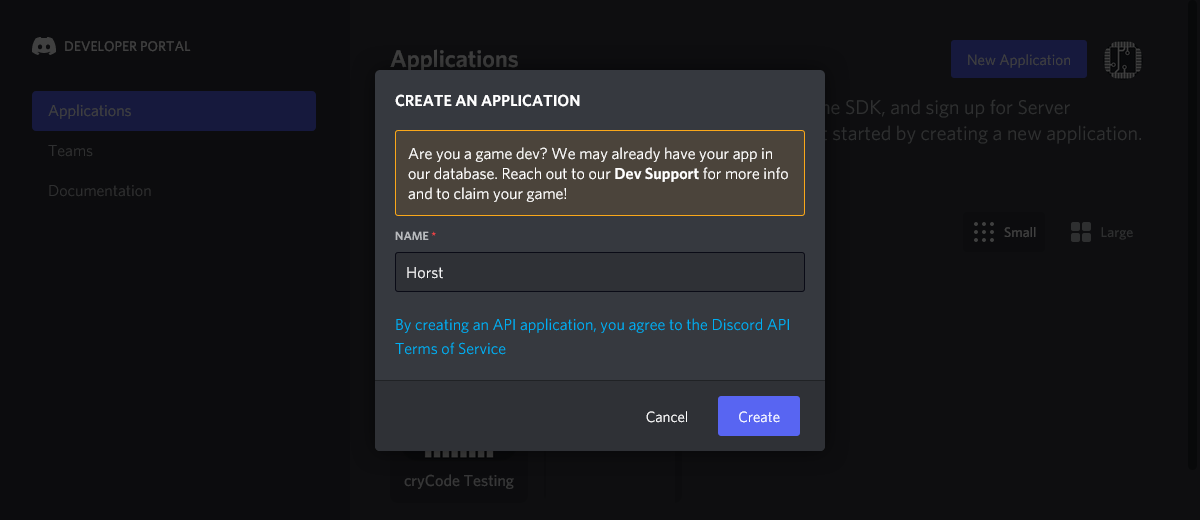 DEVELOPER PORTAL
Applications
Teams
Documentation
Applications
New Application
ne SDK, and sign up for Server
t started by creating a new application.
Small
Large
CREATE AN APPLICATION
Are you a game dev? We may already have your app in
our database. Reach out to our Dev Support for more info
and to claim your game!
NAME *
Horst
By creating an API application, you agree to the Discord API
Terms of Service
Cancel
Create
cryCode Testing